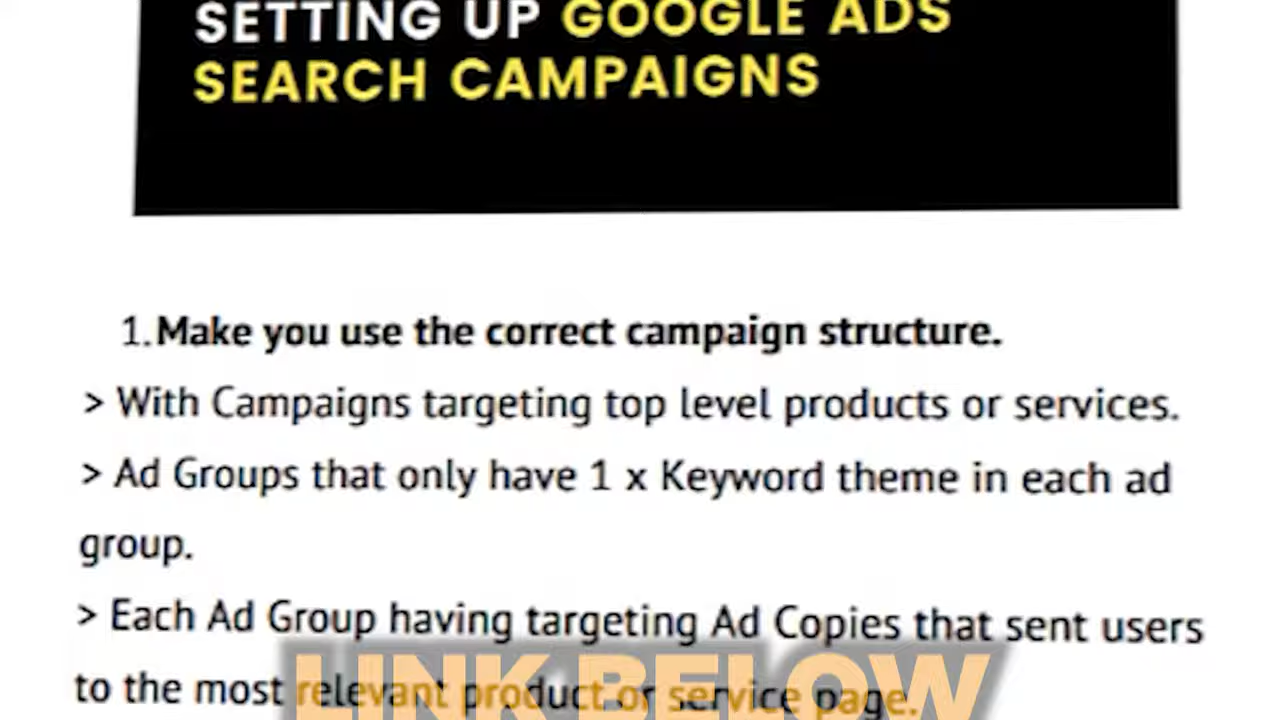 SETTING UP GOOGLE ADS
SEARCH CAMPAIGNS
1.Make you use the correct campaign structure.
> With Campaigns targeting top level products or services.
> Ad Groups that only have 1 x Keyword theme in each ad
group.
> Each Ad Group having targeting Ad Copies that sent users
to the most relevant product or service page.
LINK BELOW